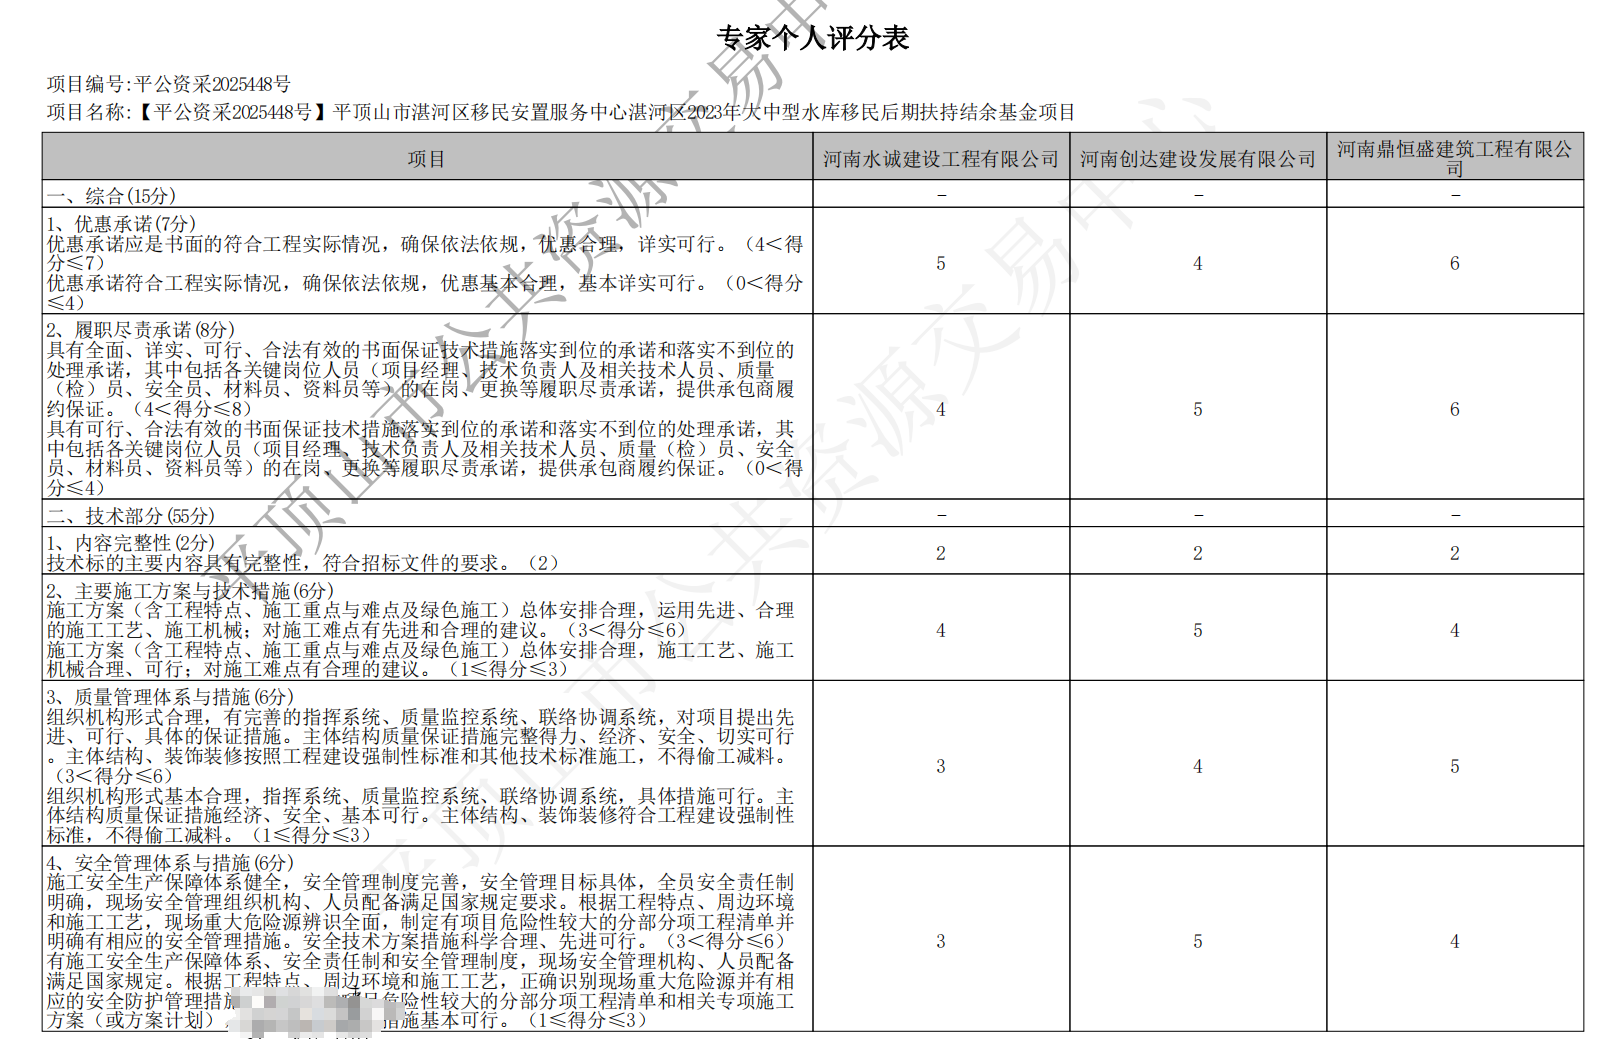 专家个人评分表
项目编号:平公资采2025448号
项目名称:【平公资采2025448号】平顶山市湛河区移民安置服务中心湛河区2023年大中型水库移民后期扶持结余基金项目
项目
河南水诚建设工程有限公司
河南创达建设发展有限公司
河南鼎恒盛建筑工程有限公
司
一、综合(15分)
–
–
–
1、优惠承诺(7分)
优惠承诺应是书面的符合工程实际情况，确保依法依规，优惠合理，详实可行。（4＜得
分≤7）
优惠承诺符合工程实际情况，确保依法依规，优惠基本合理，基本详实可行。（0＜得分
≤4）
5
4
6
2、履职尽责承诺(8分)
具有全面、详实、可行、合法有效的书面保证技术措施落实到位的承诺和落实不到位的
处理承诺，其中包括各关键岗位人员（项目经理、技术负责人及相关技术人员、质量
（检）员、安全员、材料员、资料员等）的在岗、更换等履职尽责承诺，提供承包商履
约保证。（4＜得分≤8）
具有可行、合法有效的书面保证技术措施落实到位的承诺和落实不到位的处理承诺，其
中包括各关键岗位人员（项目经理、技术负责人及相关技术人员、质量（检）员、安全
员、材料员、资料员等）的在岗、更换等履职尽责承诺，提供承包商履约保证。（0＜得
分≤4）
4
5
6
二、技术部分(55分)
–
–
–
1、内容完整性(2分)
技术标的主要内容具有完整性，符合招标文件的要求。（2）
2
2
2
2、主要施工方案与技术措施(6分)
施工方案（含工程特点、施工重点与难点及绿色施工）总体安排合理，运用先进、合理
的施工工艺、施工机械；对施工难点有先进和合理的建议。（3＜得分≤6）
施工方案（含工程特点、施工重点与难点及绿色施工）总体安排合理，施工工艺、施工
机械合理、可行；对施工难点有合理的建议。（1≤得分≤3）
4
5
4
3、质量管理体系与措施(6分)
组织机构形式合理，有完善的指挥系统、质量监控系统、联络协调系统，对项目提出先
进、可行、具体的保证措施。主体结构质量保证措施完整得力、经济、安全、切实可行
。主体结构、装饰装修按照工程建设强制性标准和其他技术标准施工，不得偷工减料。
（3＜得分≤6）
组织机构形式基本合理，指挥系统、质量监控系统、联络协调系统，具体措施可行。主
体结构质量保证措施经济、安全、基本可行。主体结构、装饰装修符合工程建设强制性
标准，不得偷工减料。（1≤得分≤3）
3
4
5
4、安全管理体系与措施(6分)
施工安全生产保障体系健全，安全管理制度完善，安全管理目标具体，全员安全责任制
明确，现场安全管理组织机构、人员配备满足国家规定要求。根据工程特点、周边环境
和施工工艺，现场重大危险源辨识全面，制定有项目危险性较大的分部分项工程清单并
明确有相应的安全管理措施。安全技术方案措施科学合理、先进可行。（3＜得分≤6）
有施工安全生产保障体系、安全责任制和安全管理制度，现场安全管理机构、人员配备
满足国家规定。根据工程特点、周边环境和施工工艺，正确识别现场重大危险源并有相
应的安全防护管理措施 危险性较大的分部分项工程清单和相关专项施工
方案（或方案计划） 措施基本可行。（1≤得分≤3）
3
5
4
平顶山市公共资源交易中
平顶山市公共资源交易中心